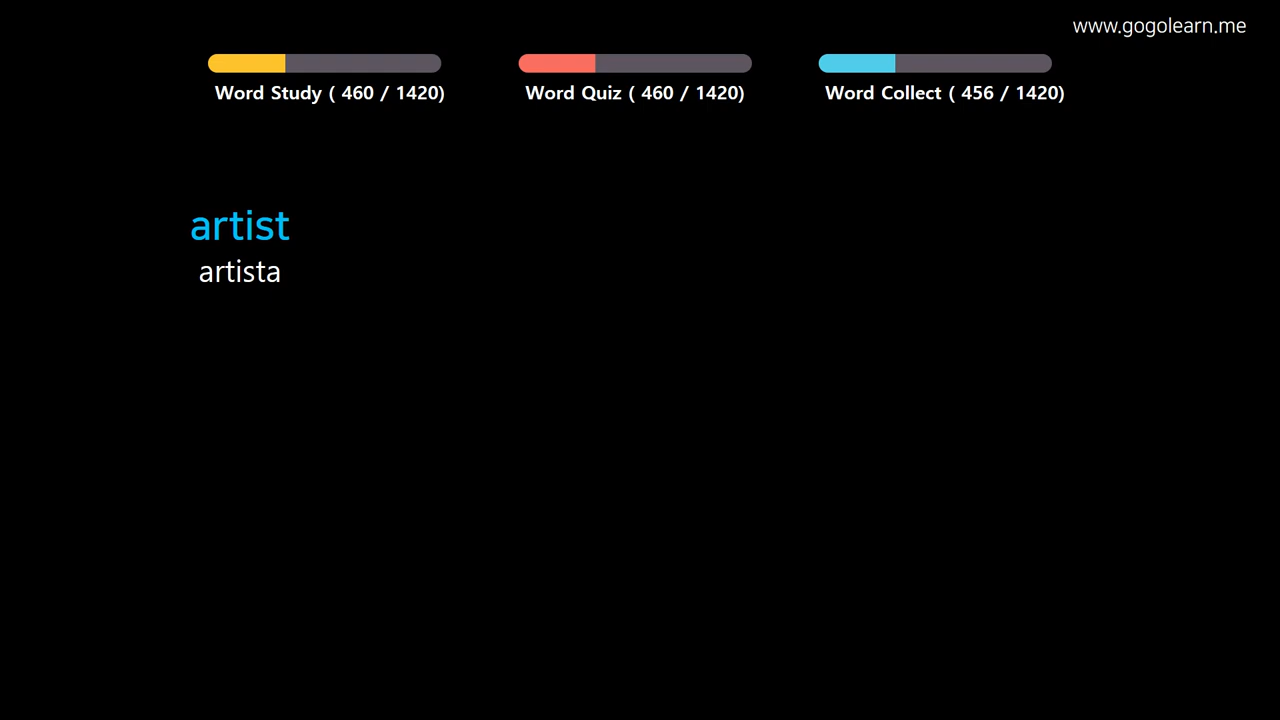 www.gogolearn.me
Word Study ( 460 / 1420)
Word Quiz ( 460 / 1420)
Word Collect ( 456 / 1420)
artist
artista